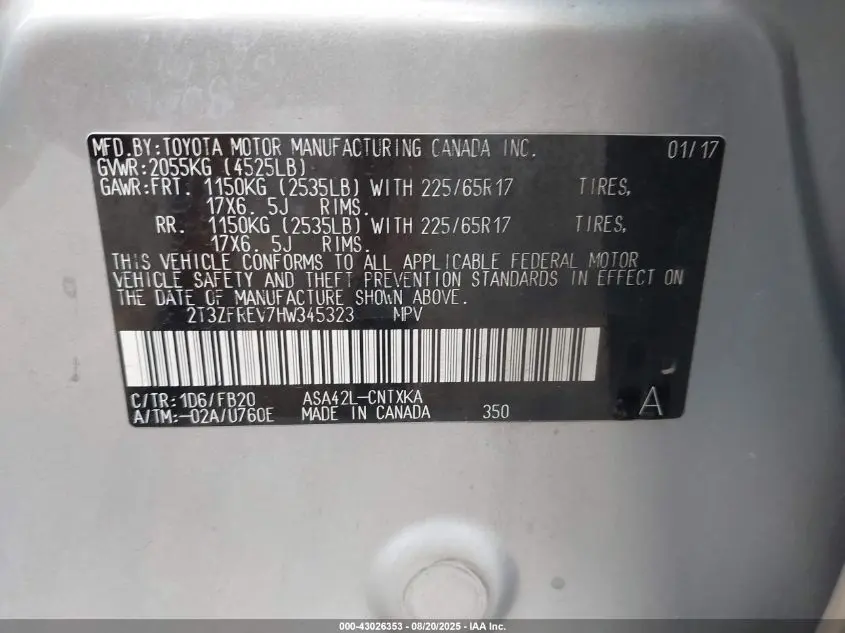 MFD.BY:TOYOTA MOTOR MANUFACTURING CANADA INC. 01/17
GVWR:2055KG (4525LB)
GAWR:FRT. 1150KG (2535LB) WITH 225/65R17 TIRES,
17X6. 5J RIMS.
RR. 1150KG (2535LB) WITH 225/65R17 TIRES,
17X6. 5J RIMS.
THIS VEHICLE CONFORMS TO ALL APPLICABLE FEDERAL MOTOR
VEHICLE SAFETY AND THEFT PREVENTION STANDARDS IN EFFECT ON
THE DATE OF MANUFACTURE SHOWN ABOVE.
2T3ZFREV7HW345323 MPV
C/TR:1D6/FB20 ASA42L-CNTXKA
A/TM:-02A/U760E MADE IN CANADA 350 A
000-43026353 - 08/20/2025 - IAA Inc.